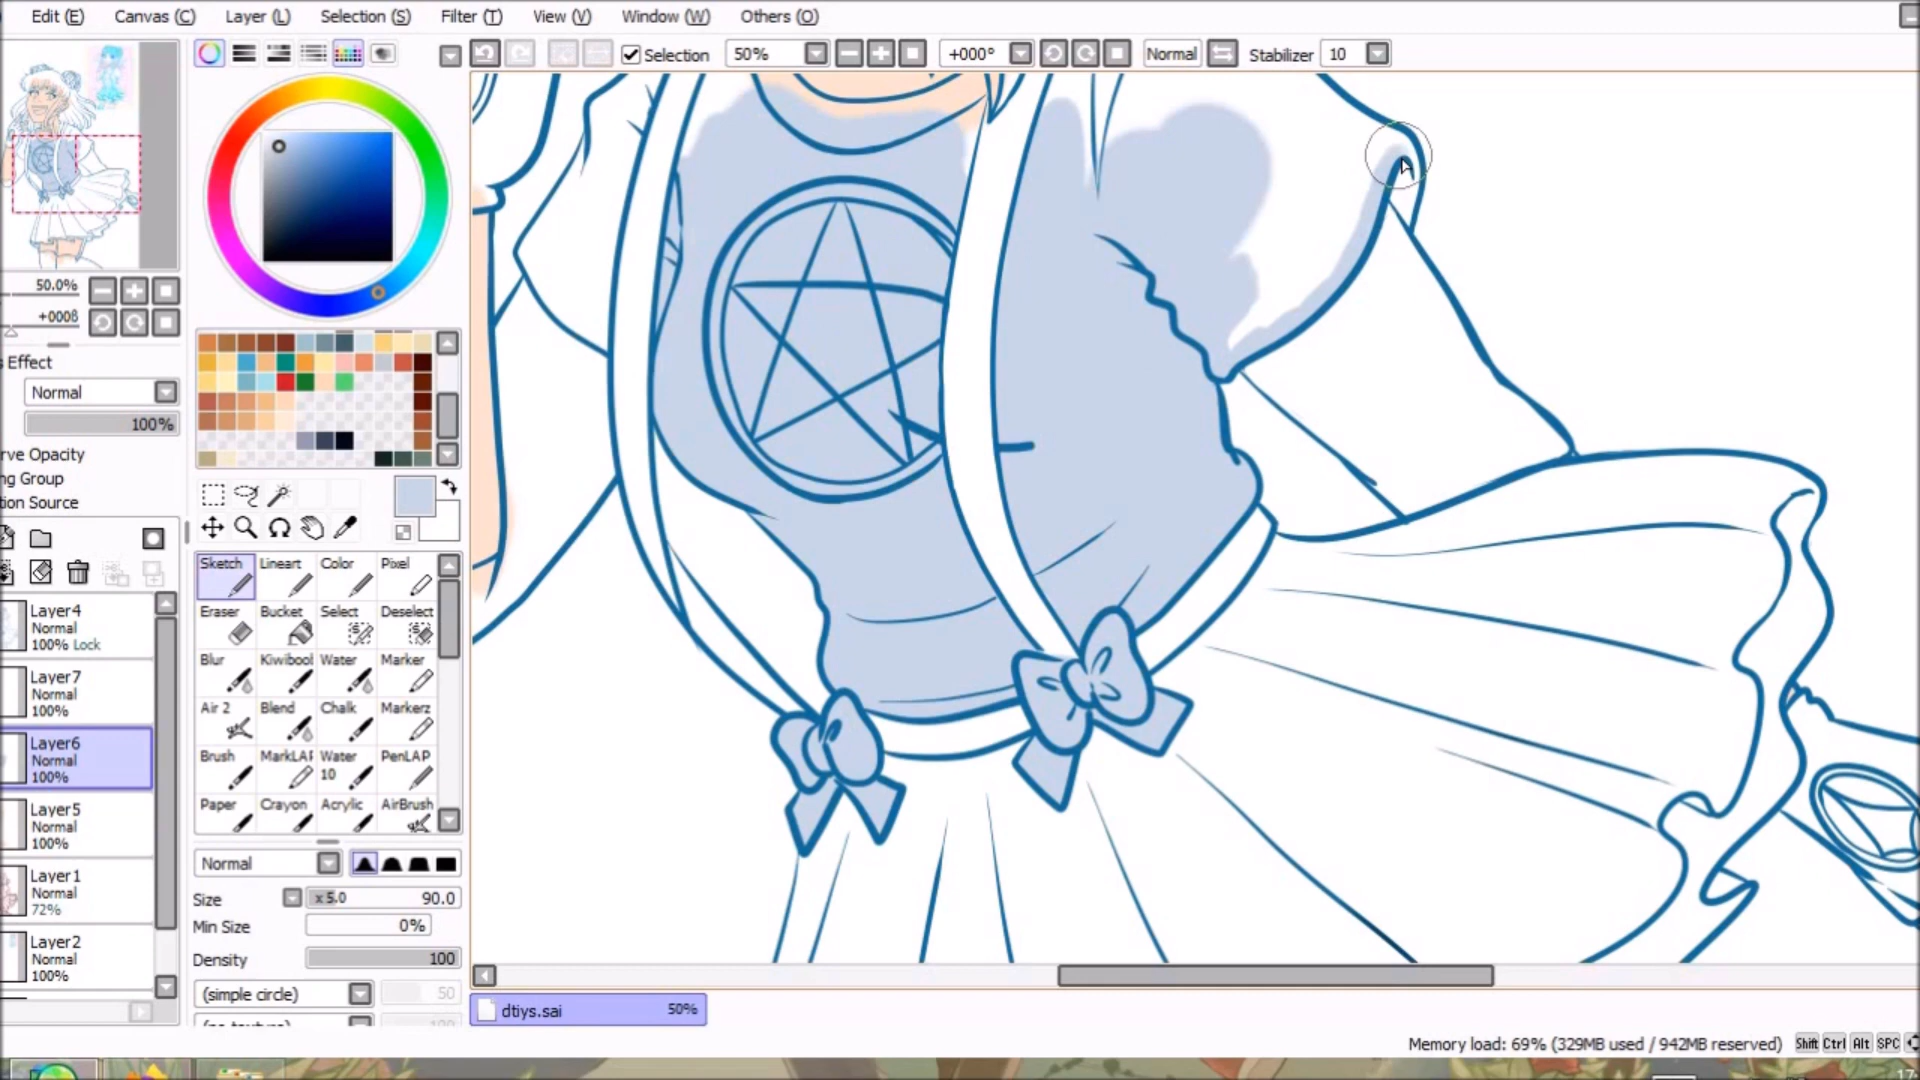 Edit (E) Canvas (C) Layer (L) Selection (S) Filter (T) View (V) Window (W) Others (O)
Selection 50% +000° Normal Stabilizer 10
50.0%
+000
Effect
Normal
100%
rve Opacity
ng Group
tion Source
Layer4
Normal
100% Lock
Layer7
Normal
100%
Layer6
Normal
100%
Layer5
Normal
100%
Layer1
Normal
72%
Layer2
Normal
100%
Sketch Lineart Color Pixel
Eraser Bucket Select Deselect
Blur Kiwibool Water Marker
Air 2 Blend Chalk Markerz
Brush MarkLAP Water 10 PenLAP
Paper Crayon Acrylic AirBrush
Normal
Size x 5.0 90.0
Min Size 0%
Density 100
(simple circle) 50
dtiys.sai 50%
Memory load: 69% (329MB used / 942MB reserved) Shift Ctrl Alt SPC